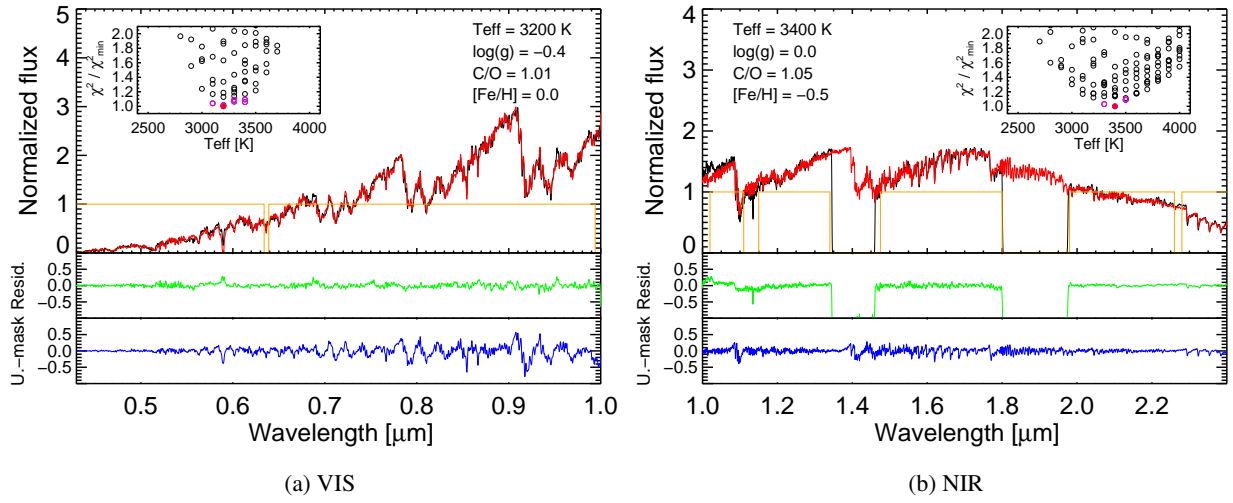 Teff = 3200 K
log(g) = −0.4
C/O = 1.01
[Fe/H] = 0.0
χ² / χ²min
2.0
1.8
1.6
1.4
1.2
1.0
2500 3000 3500 4000
Teff [K]
Normalized flux
5
4
3
2
1
0
Resid.
0.5
0.0
−0.5
U.−mask
0.5
0.0
−0.5
0.5 0.6 0.7 0.8 0.9 1.0
Wavelength [μm]
(a) VIS
Teff = 3400 K
log(g) = 0.0
C/O = 1.05
[Fe/H] = −0.5
χ² / χ²min
2.0
1.8
1.6
1.4
1.2
1.0
2500 3000 3500 4000
Teff [K]
Normalized flux
4
3
2
1
0
Resid.
0.5
0.0
−0.5
U.−mask
0.5
0.0
−0.5
1.0 1.2 1.4 1.6 1.8 2.0 2.2
Wavelength [μm]
(b) NIR